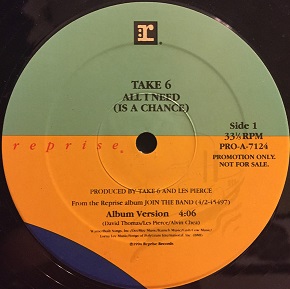 r
TAKE 6
ALL I NEED
(IS A CHANCE)
Side 1
33⅓ RPM
PRO-A-7124
PROMOTION ONLY.
NOT FOR SALE.
reprise
PRODUCED BY TAKE 6 AND LES PIERCE
From the Reprise album JOIN THE BAND (4/2-45497)
Album Version 4:06
(David Thomas/Les Pierce/Alvin Chea)
Reprise Records